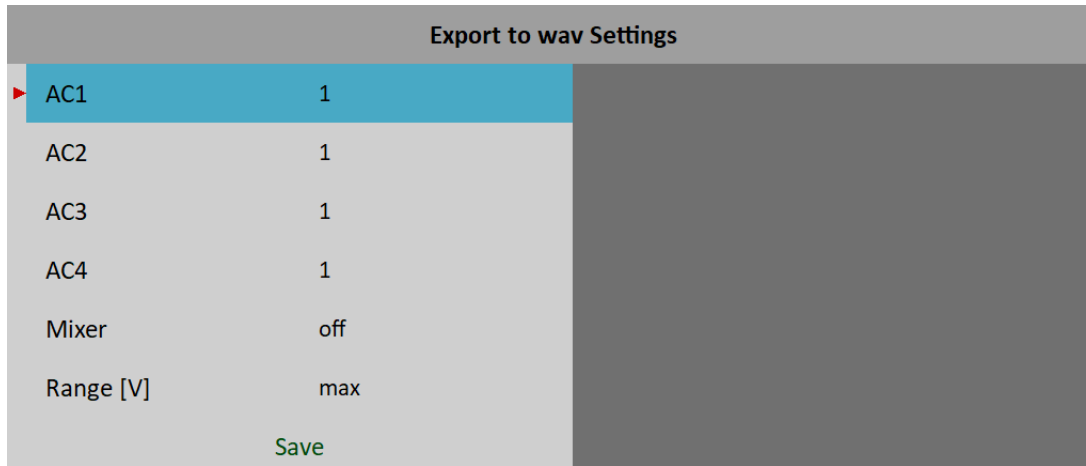 Export to wav Settings
AC1 1
AC2 1
AC3 1
AC4 1
Mixer off
Range [V] max
Save